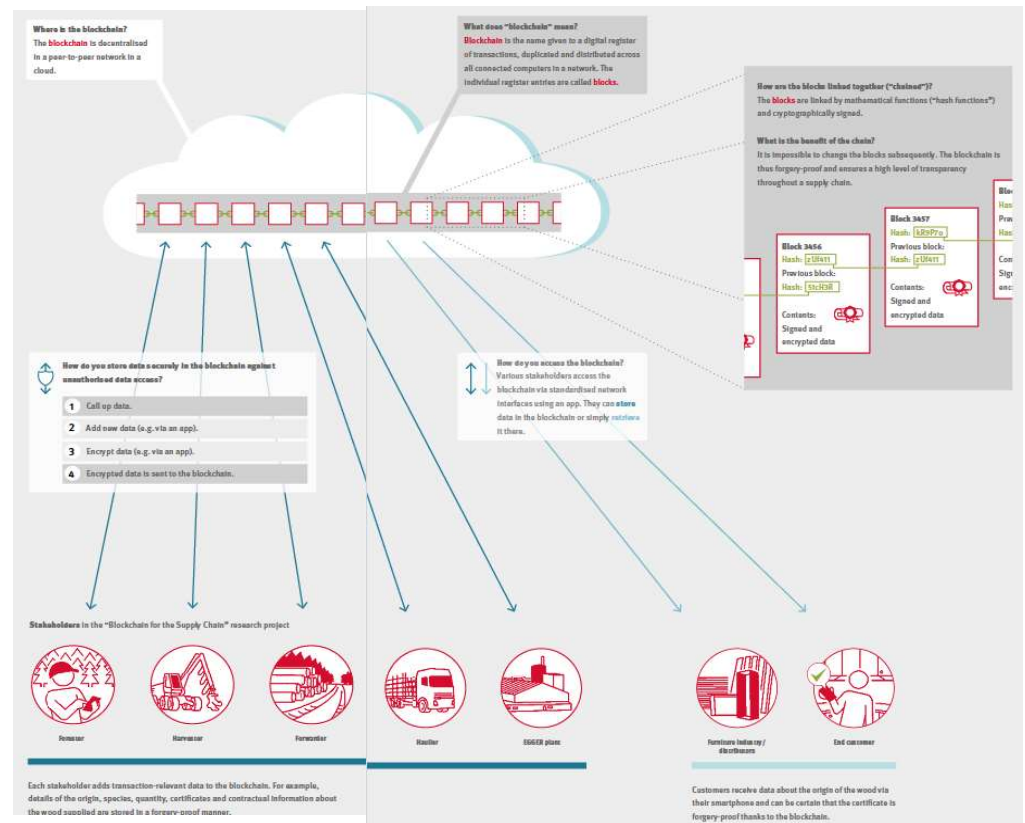 Where is the blockchain?
The blockchain is decentralised
in a peer-to-peer network in a
cloud.
What does "blockchain" mean?
Blockchain is the name given to a digital register
of transactions, duplicated and distributed across
all connected computers in a network. The
individual register entries are called blocks.
How are the blocks linked together ("chained")?
The blocks are linked by mathematical functions ("hash functions")
and cryptographically signed.
What is the benefit of the chain?
It is impossible to change the blocks subsequently. The blockchain is
thus forgery-proof and ensures a high level of transparency
throughout a supply chain.
Block 3456
Hash: zUf411
Previous block:
Hash:
Contents:
Signed and
encrypted data
Block 3457
Hash: kR9P7o
Previous block:
Hash: zUf411
Contents:
Signed and
encrypted data
How do you store data securely in the blockchain against
unauthorised data access?
1 Call up data.
2 Add new data (e.g. via an app).
3 Encrypt data (e.g. via an app).
4 Encrypted data is sent to the blockchain.
How do you access the blockchain?
Various stakeholders access the
blockchain via standardised network
interfaces using an app. They can store
data in the blockchain or simply retrieve
it there.
Stakeholders in the "Blockchain for the Supply Chain" research project
Forester
Harvester
Forwarder
Haulier
EGGER plant
Furniture industry /
distributors
End customer
Each stakeholder adds transaction-relevant data to the blockchain. For example,
details of the origin, species, quantity, certificates and contractual information about
the wood supplied are stored in a forgery-proof manner.
Customers receive data about the origin of the wood via
their smartphone and can be certain that the certificate is
forgery-proof thanks to the blockchain.